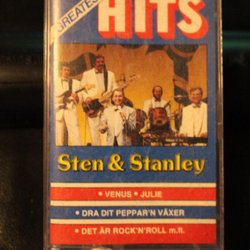 GREATEST
HITS
Sten & Stanley
• VENUS • JULIE
• DRA DIT PEPPAR'N VÄXER
• DET ÄR ROCK'N'ROLL m.fl.